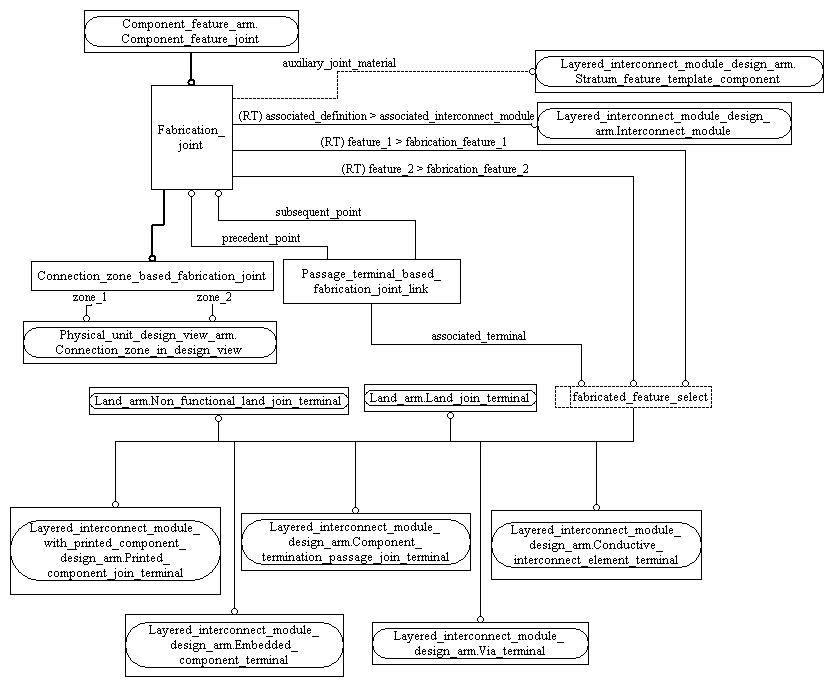 Component_feature_arm.
Component_feature_joint
auxiliary_joint_material
Layered_interconnect_module_design_arm.
Stratum_feature_template_component
Fabrication_
joint
(RT) associated_definition > associated_interconnect_module
Layered_interconnect_module_design_
arm.Interconnect_module
(RT) feature_1 > fabrication_feature_1
(RT) feature_2 > fabrication_feature_2
subsequent_point
precedent_point
Connection_zone_based_fabrication_joint
Passage_terminal_based_
fabrication_joint_link
zone_1
zone_2
Physical_unit_design_view_arm.
Connection_zone_in_design_view
associated_terminal
Land_arm.Non_functional_land_join_terminal
Land_arm.Land_join_terminal
fabricated_feature_select
Layered_interconnect_module_
with_printed_component_
design_arm.Printed_
component_join_terminal
Layered_interconnect_module_
design_arm.Component_
termination_passage_join_terminal
Layered_interconnect_module_
design_arm.Conductive_
interconnect_element_terminal
Layered_interconnect_module_
design_arm.Embedded_
component_terminal
Layered_interconnect_module_
design_arm.Via_terminal